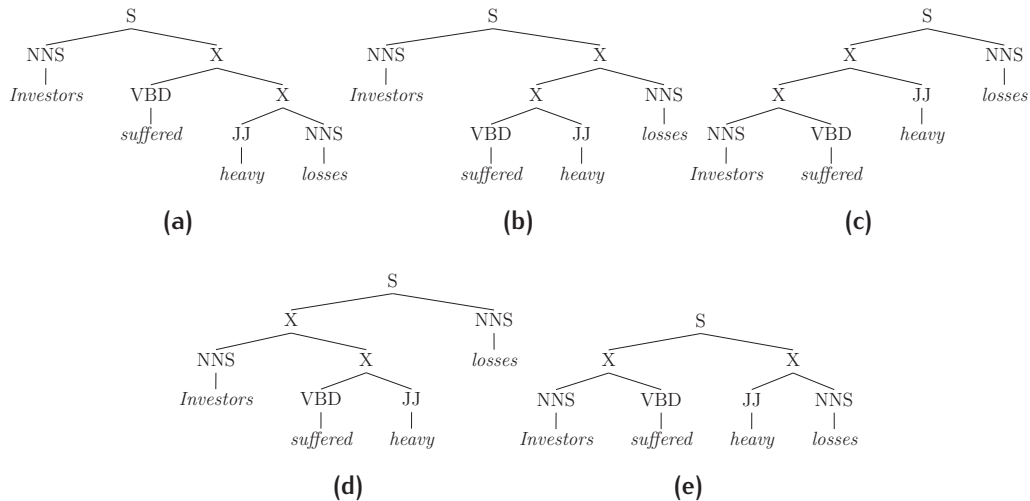 S S S
NNS X NNS X X NNS
Investors VBD X Investors X NNS X JJ losses
suffered JJ NNS VBD JJ losses NNS VBD heavy
heavy losses suffered heavy Investors suffered
(a) (b) (c)
S
X NNS S
NNS X losses X X
Investors VBD JJ NNS VBD JJ NNS
suffered heavy Investors suffered heavy losses
(d) (e)